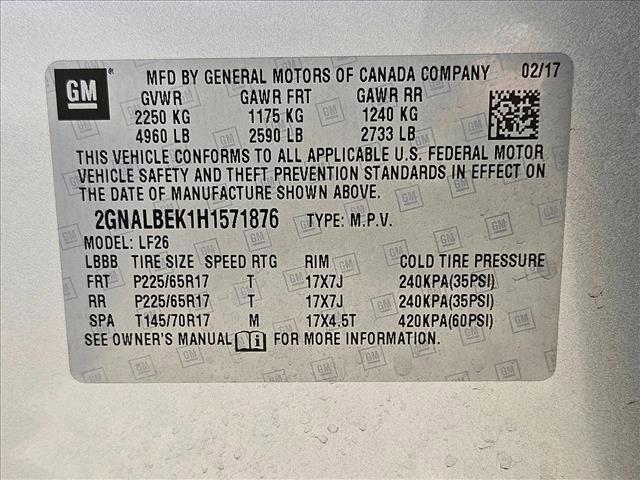 GM ® MFD BY GENERAL MOTORS OF CANADA COMPANY 02/17
GVWR GAWR FRT GAWR RR
2250 KG 1175 KG 1240 KG
4960 LB 2590 LB 2733 LB
THIS VEHICLE CONFORMS TO ALL APPLICABLE U.S. FEDERAL MOTOR
VEHICLE SAFETY AND THEFT PREVENTION STANDARDS IN EFFECT ON
THE DATE OF MANUFACTURE SHOWN ABOVE.
2GNALBEK1H1571876 TYPE: M.P.V.
MODEL: LF26
LBBB TIRE SIZE SPEED RTG RIM COLD TIRE PRESSURE
FRT P225/65R17 T 17X7J 240KPA(35PSI)
RR P225/65R17 T 17X7J 240KPA(35PSI)
SPA T145/70R17 M 17X4.5T 420KPA(60PSI)
SEE OWNER'S MANUAL i FOR MORE INFORMATION.